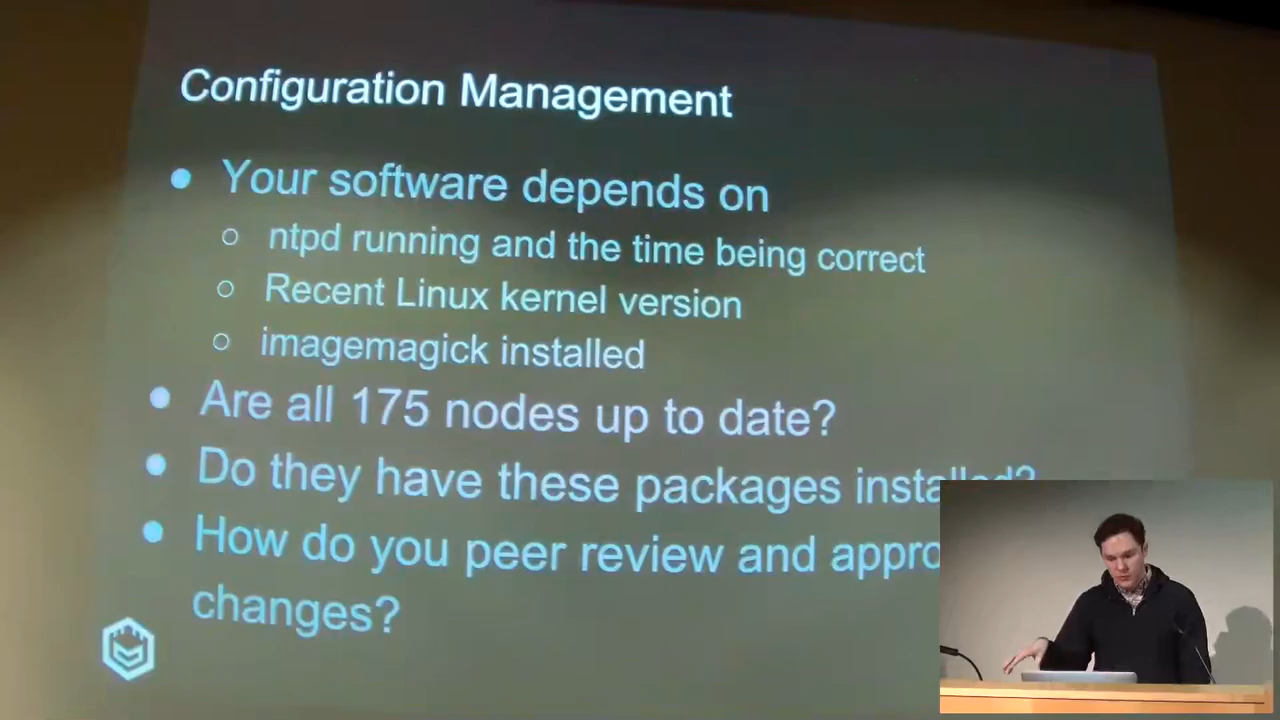 Configuration Management
Your software depends on
ntpd running and the time being correct
Recent Linux kernel version
imagemagick installed
Are all 175 nodes up to date?
Do they have these packages installed?
How do you peer review and appro
changes?